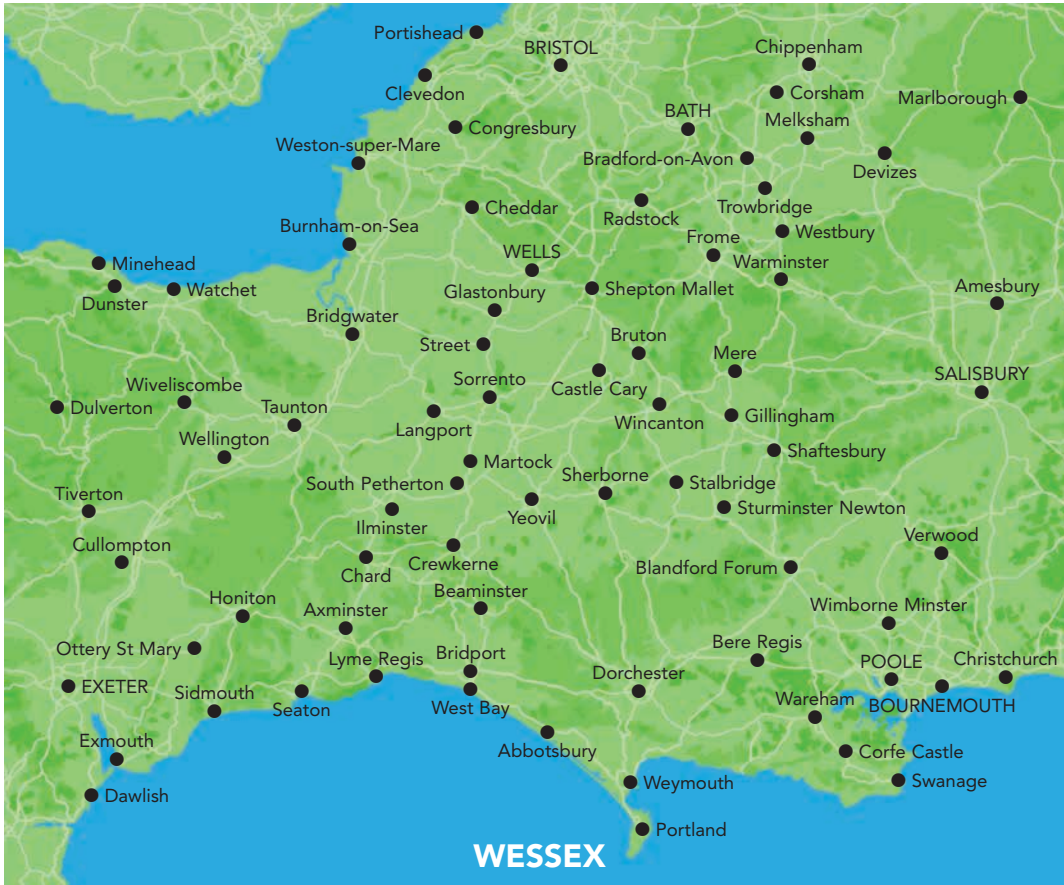 Portishead
BRISTOL
Chippenham
Clevedon
Corsham
Marlborough
BATH
Congresbury
Melksham
Weston-super-Mare
Bradford-on-Avon
Devizes
Cheddar
Radstock
Trowbridge
Burnham-on-Sea
Westbury
Frome
WELLS
Minehead
Warminster
Dunster
Watchet
Glastonbury
Shepton Mallet
Amesbury
Bridgwater
Bruton
Street
Mere
Wiveliscombe
Sorrento
Castle Cary
SALISBURY
Dulverton
Taunton
Langport
Wincanton
Gillingham
Wellington
Shaftesbury
Martock
Sherborne
South Petherton
Stalbridge
Tiverton
Ilminster
Yeovil
Sturminster Newton
Cullompton
Verwood
Chard
Crewkerne
Blandford Forum
Honiton
Axminster
Beaminster
Wimborne Minster
Ottery St Mary
Bere Regis
Lyme Regis
Bridport
POOLE
Christchurch
EXETER
Dorchester
Sidmouth
Seaton
West Bay
Wareham
BOURNEMOUTH
Exmouth
Abbotsbury
Corfe Castle
Dawlish
Weymouth
Swanage
Portland
WESSEX